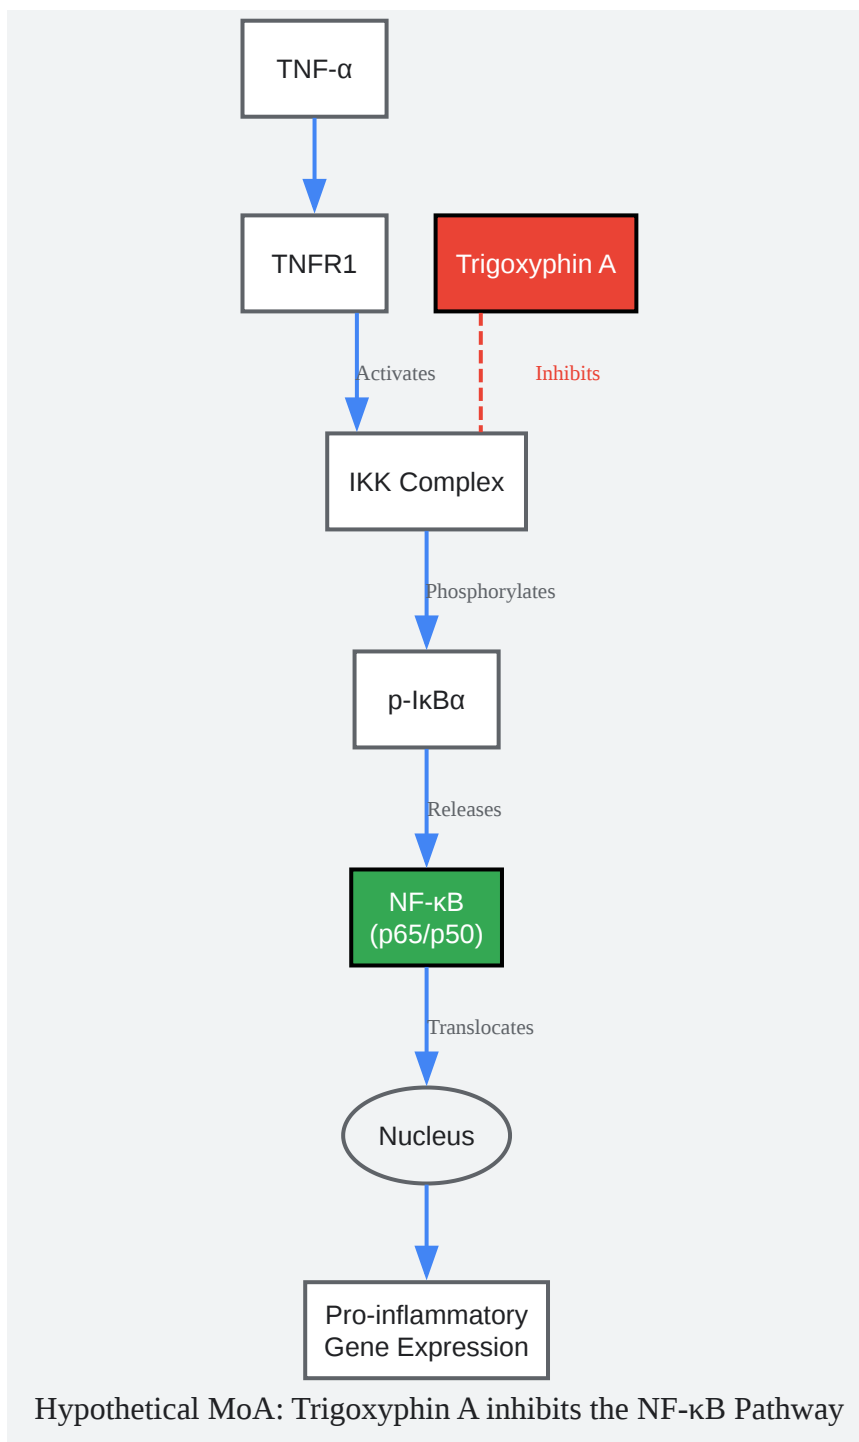 TNF-α
TNFR1
Trigoxyphin A
Activates
Inhibits
IKK Complex
Phosphorylates
p-IκBα
Releases
NF-κB
(p65/p50)
Translocates
Nucleus
Pro-inflammatory
Gene Expression
Hypothetical MoA: Trigoxyphin A inhibits the NF-κB Pathway